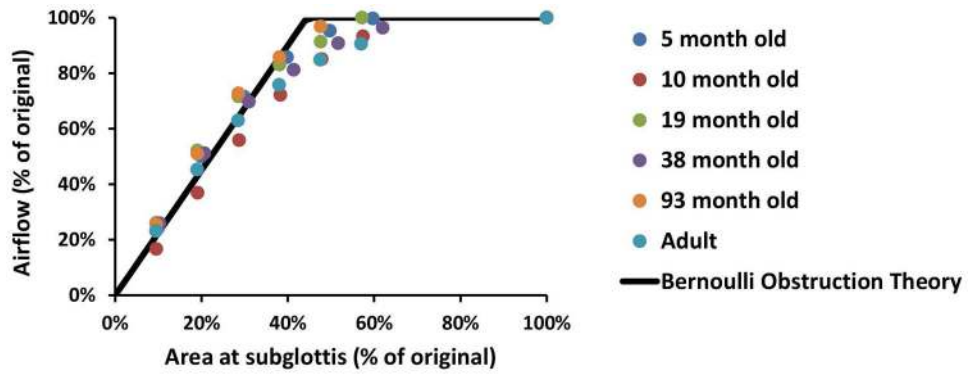 100%
80%
60%
40%
20%
0%
Airflow (% of original)
0% 20% 40% 60% 80% 100%
Area at subglottis (% of original)
5 month old
10 month old
19 month old
38 month old
93 month old
Adult
Bernoulli Obstruction Theory